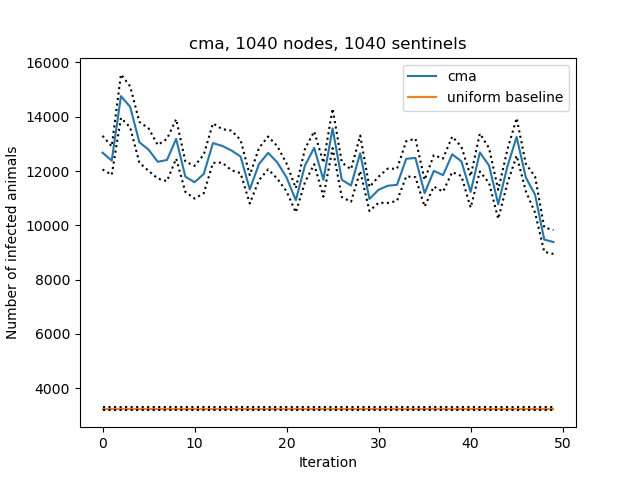 cma, 1040 nodes, 1040 sentinels
cma
uniform baseline
Number of infected animals
16000
14000
12000
10000
8000
6000
4000
0 10 20 30 40 50
Iteration